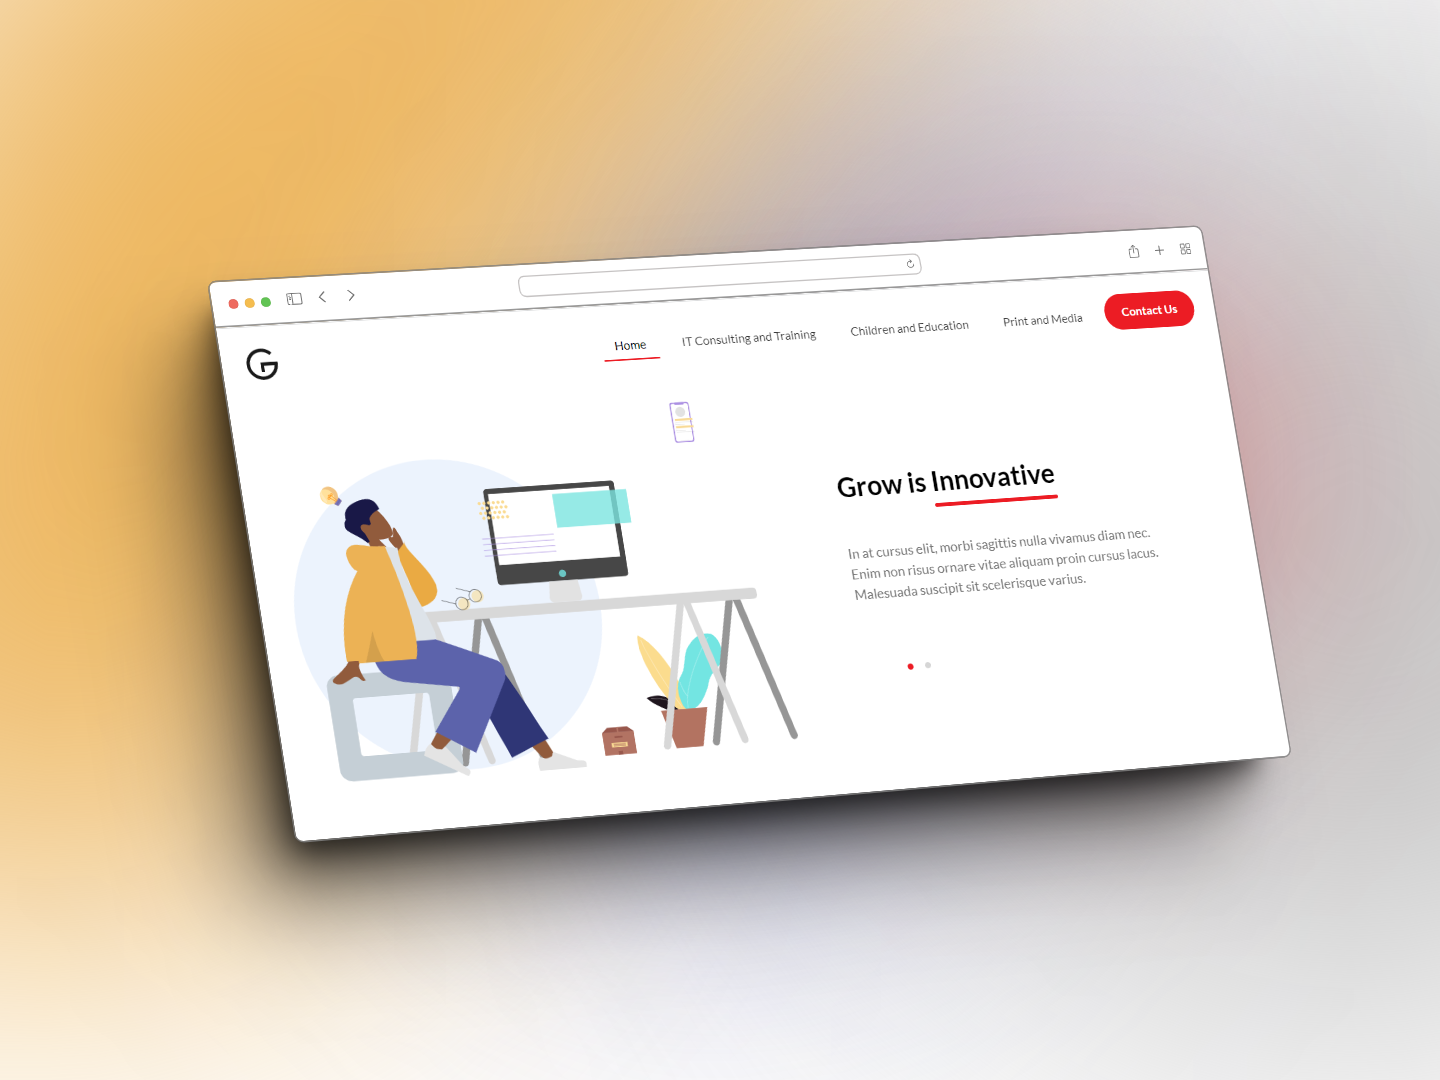 G
Home
IT Consulting and Training
Children and Education
Print and Media
Contact Us
Grow is Innovative
In at cursus elit, morbi sagittis nulla vivamus diam nec.
Enim non risus ornare vitae aliquam proin cursus lacus.
Malesuada suscipit sit scelerisque varius.